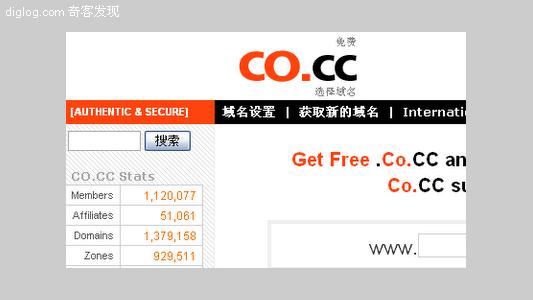 diglog.com 奇客发现
免费
CO.CC
选择域名
[AUTHENTIC & SECURE]
域名设置 | 获取新的域名 | Internatio
搜索
CO.CC Stats
Get Free .Co.CC an
Co.CC su
Members 1,120,077
Affiliates 51,061
Domains 1,379,158
Zones 929,511
www.